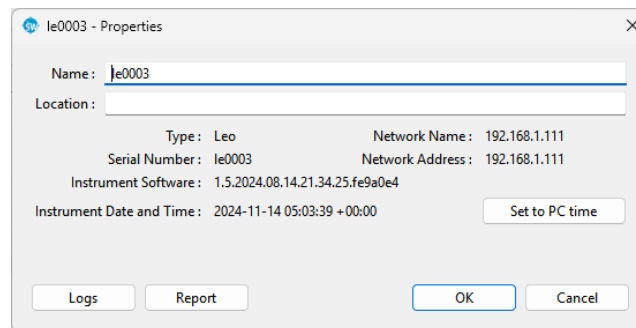 SW le0003 - Properties
Name : le0003
Location :
Type : Leo Network Name : 192.168.1.111
Serial Number : le0003 Network Address : 192.168.1.111
Instrument Software : 1.5.2024.08.14.21.34.25.fe9a0e4
Instrument Date and Time : 2024-11-14 05:03:39 +00:00 Set to PC time
Logs Report OK Cancel